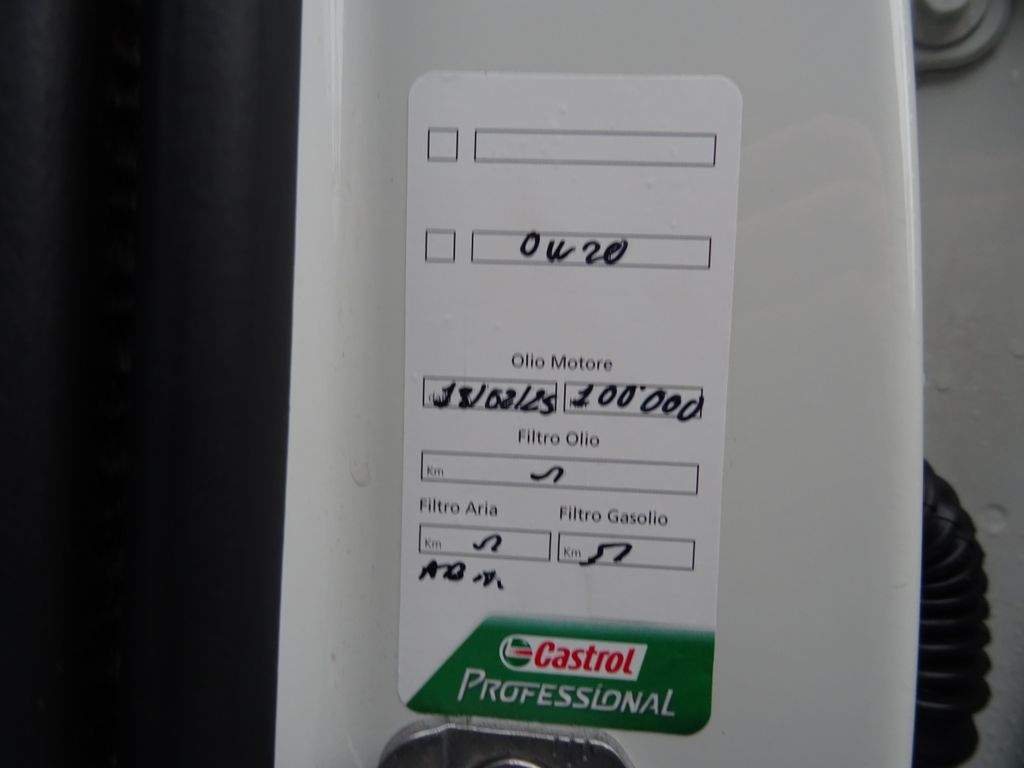 0W20
Olio Motore
18/02/25 100'000
Filtro Olio
Km
Filtro Aria Filtro Gasolio
Km Km
Castrol
PROFESSIONAL